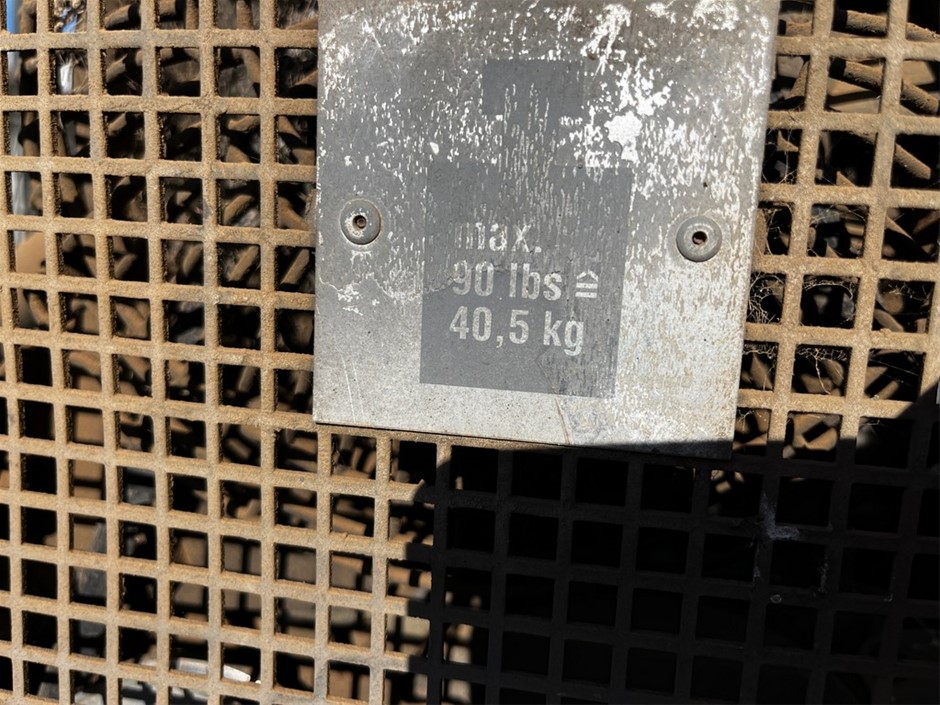 max.
90 lbs ≙
40,5 kg